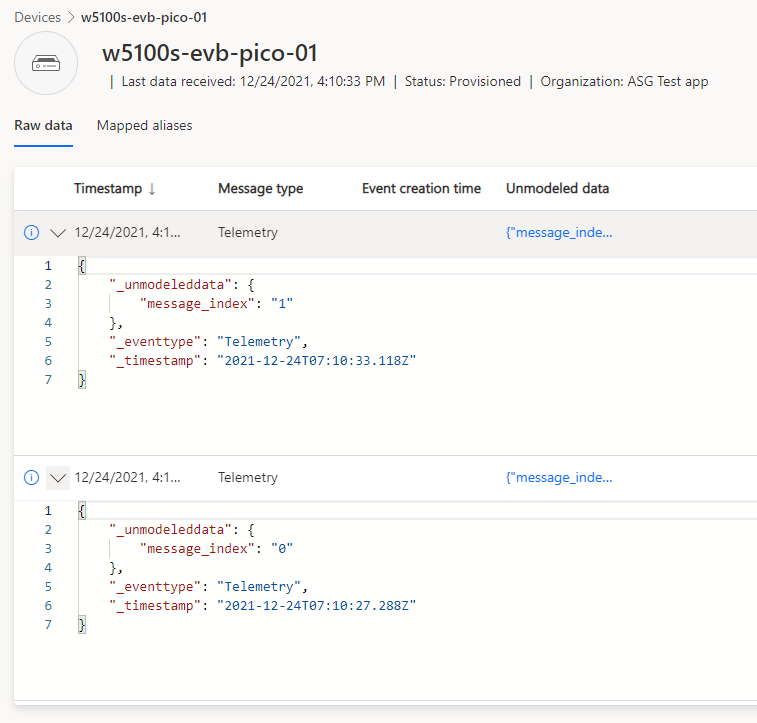 Devices > w5100s-evb-pico-01
w5100s-evb-pico-01
| Last data received: 12/24/2021, 4:10:33 PM | Status: Provisioned | Organization: ASG Test app
Raw data Mapped aliases
Timestamp ↓ Message type Event creation time Unmodeled data
12/24/2021, 4:1... Telemetry {"message_inde...
1 {
2 "_unmodeleddata": {
3 "message_index": "1"
4 },
5 "_eventtype": "Telemetry",
6 "_timestamp": "2021-12-24T07:10:33.118Z"
7 }
12/24/2021, 4:1... Telemetry {"message_inde...
1 {
2 "_unmodeleddata": {
3 "message_index": "0"
4 },
5 "_eventtype": "Telemetry",
6 "_timestamp": "2021-12-24T07:10:27.288Z"
7 }